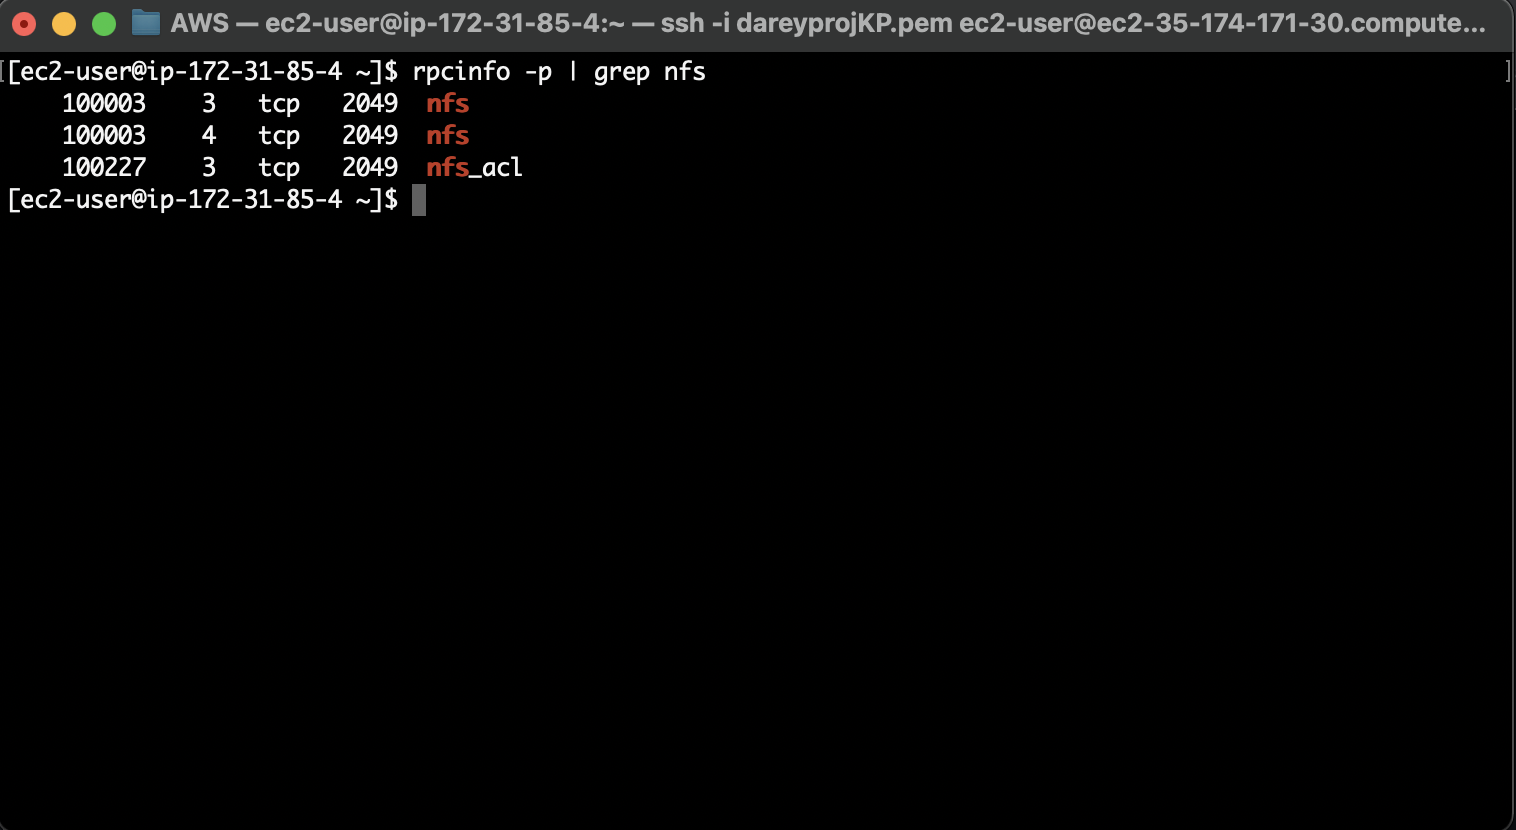 AWS — ec2-user@ip-172-31-85-4:~ — ssh -i dareyprojKP.pem ec2-user@ec2-35-174-171-30.compute...
[[ec2-user@ip-172-31-85-4 ~]$ rpcinfo -p | grep nfs ]
100003 3 tcp 2049 nfs
100003 4 tcp 2049 nfs
100227 3 tcp 2049 nfs_acl
[ec2-user@ip-172-31-85-4 ~]$